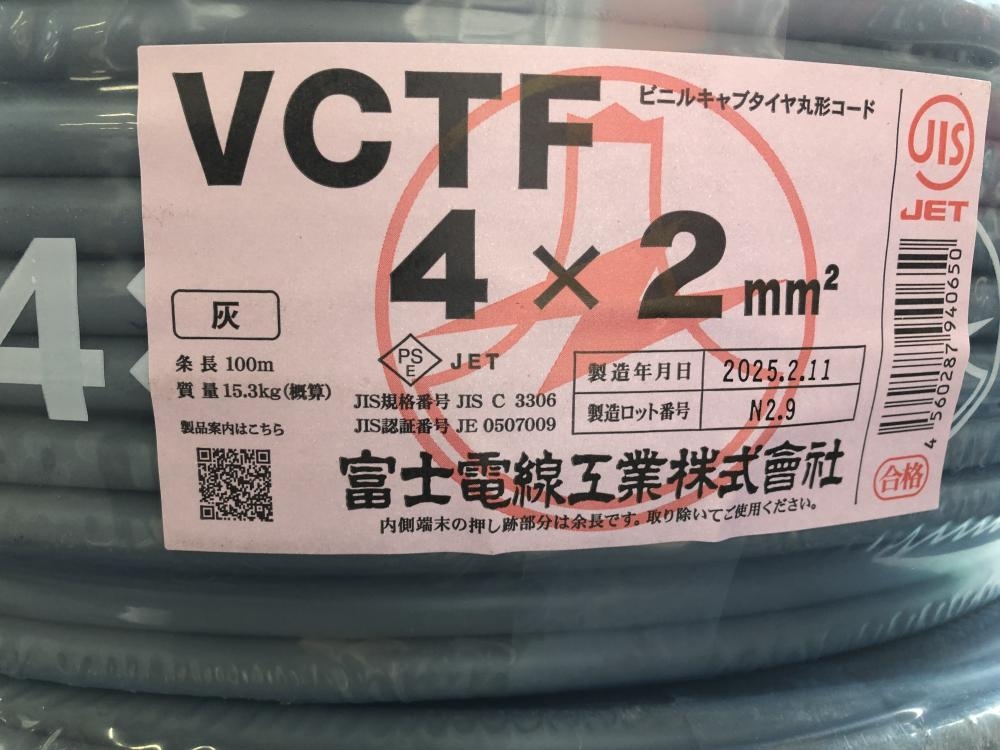 VCTF
ビニルキャブタイヤ丸形コード
4×2mm²
灰
条長 100m
質量 15.3kg(概算)
製品案内はこちら
PS
E
JET
JIS規格番号 JIS C 3306
JIS認証番号 JE 0507009
製造年月日 2025.2.11
製造ロット番号 N2.9
富士電線工業株式會社
内側端末の押し跡部分は余長です。取り除いてご使用ください。
JIS
JET
4560287940650
合格
4